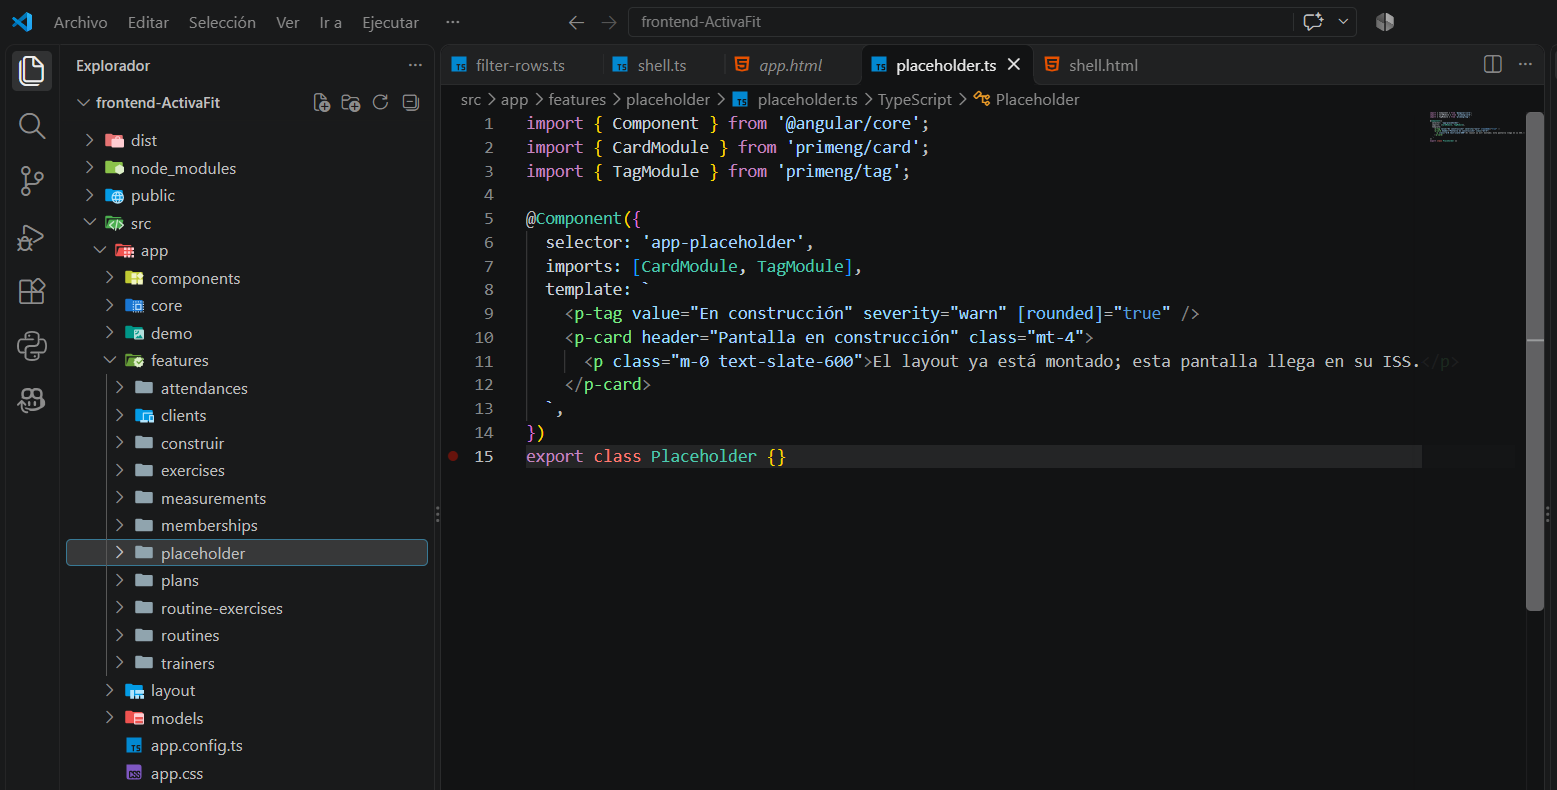 Archivo Editar Selección Ver Ir a Ejecutar ··· frontend-ActivaFit
Explorador ···
frontend-ActivaFit
dist
node_modules
public
src
app
components
core
demo
features
attendances
clients
construir
exercises
measurements
memberships
placeholder
plans
routine-exercises
routines
trainers
layout
models
TS app.config.ts
CSS app.css
TS filter-rows.ts TS shell.ts app.html TS placeholder.ts shell.html ···
src > app > features > placeholder > TS placeholder.ts > TypeScript > Placeholder
1 import { Component } from '@angular/core';
2 import { CardModule } from 'primeng/card';
3 import { TagModule } from 'primeng/tag';
4
5 @Component({
6 selector: 'app-placeholder',
7 imports: [CardModule, TagModule],
8 template: `
9 <p-tag value="En construcción" severity="warn" [rounded]="true" />
10 <p-card header="Pantalla en construcción" class="mt-4">
11 <p class="m-0 text-slate-600">El layout ya está montado; esta pantalla llega en su ISS.</p>
12 </p-card>
13 `,
14 })
15 export class Placeholder {}